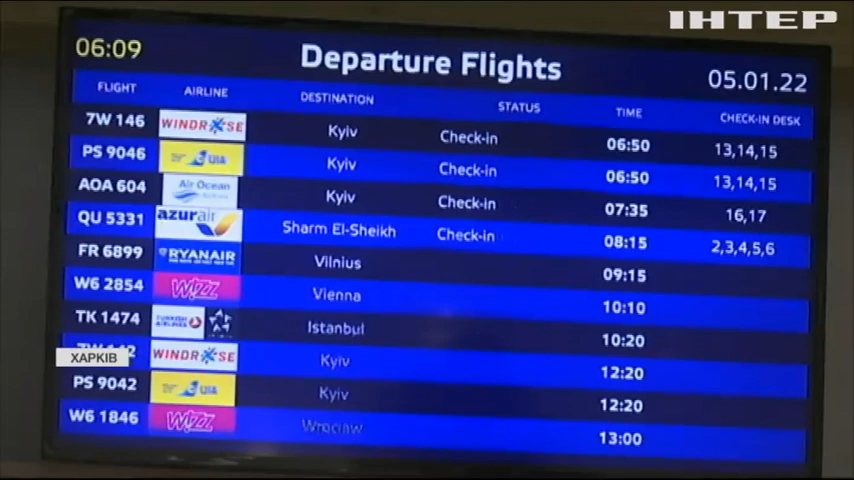 ІНТЕР
06:09 Departure Flights 05.01.22
FLIGHT AIRLINE DESTINATION STATUS TIME CHECK-IN DESK
7W 146 WINDROSE Kyiv Check-in 06:50 13,14,15
PS 9046 UIA Kyiv Check-in 06:50 13,14,15
AOA 604 Air Ocean Airlines Kyiv Check-in 07:35 16,17
QU 5331 azurair Sharm El-Sheikh Check-in 08:15 2,3,4,5,6
FR 6899 RYANAIR Vilnius 09:15
W6 2854 WIZZ Vienna 10:10
TK 1474 TURKISH AIRLINES Istanbul 10:20
ХАРКІВ
7W 142 WINDROSE Kyiv 12:20
PS 9042 UIA Kyiv 12:20
W6 1846 WIZZ Wrocław 13:00